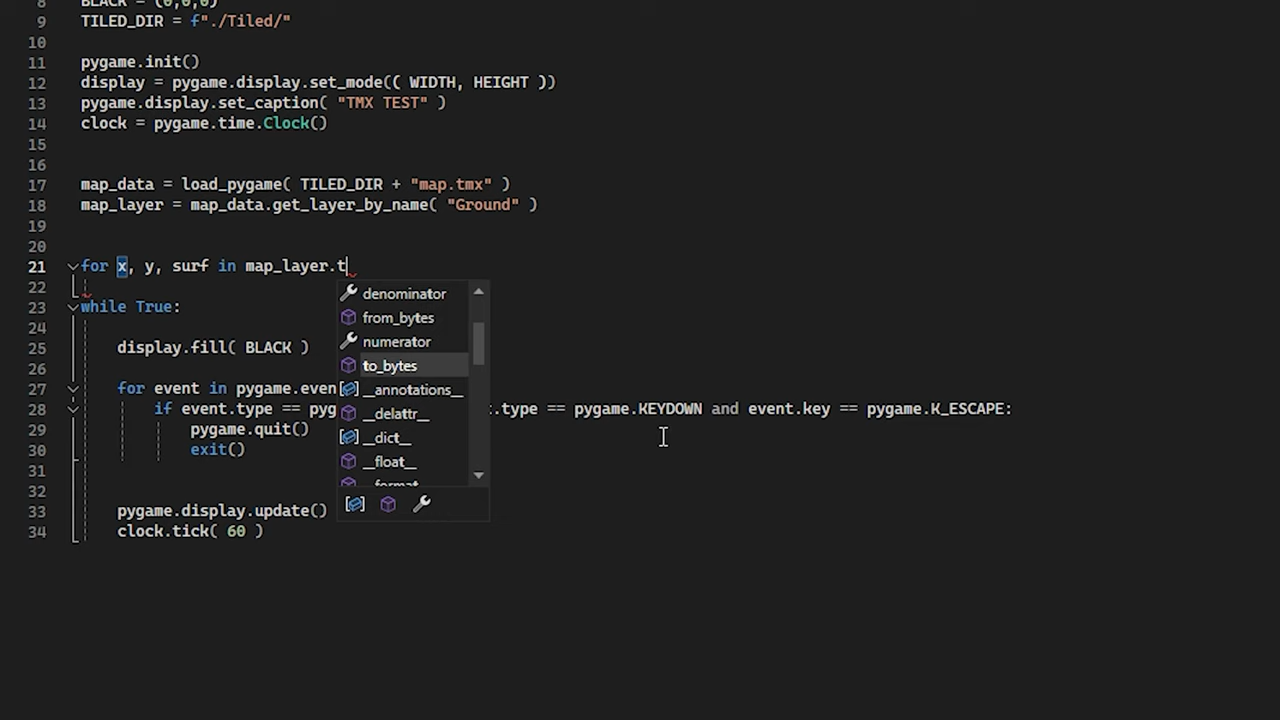 8 BLACK = (0,0,0)
9 TILED_DIR = f"./Tiled/"
10
11 pygame.init()
12 display = pygame.display.set_mode(( WIDTH, HEIGHT ))
13 pygame.display.set_caption( "TMX TEST" )
14 clock = pygame.time.Clock()
15
16
17 map_data = load_pygame( TILED_DIR + "map.tmx" )
18 map_layer = map_data.get_layer_by_name( "Ground" )
19
20
21 for x, y, surf in map_layer.t
22
23 while True:
24
25 display.fill( BLACK )
26
27 for event in pygame.even
28 if event.type == pyg .type == pygame.KEYDOWN and event.key == pygame.K_ESCAPE:
29 pygame.quit()
30 exit()
31
32
33 pygame.display.update()
34 clock.tick( 60 )
denominator
from_bytes
numerator
to_bytes
__annotations__
__delattr__
__dict__
__float__
__format__